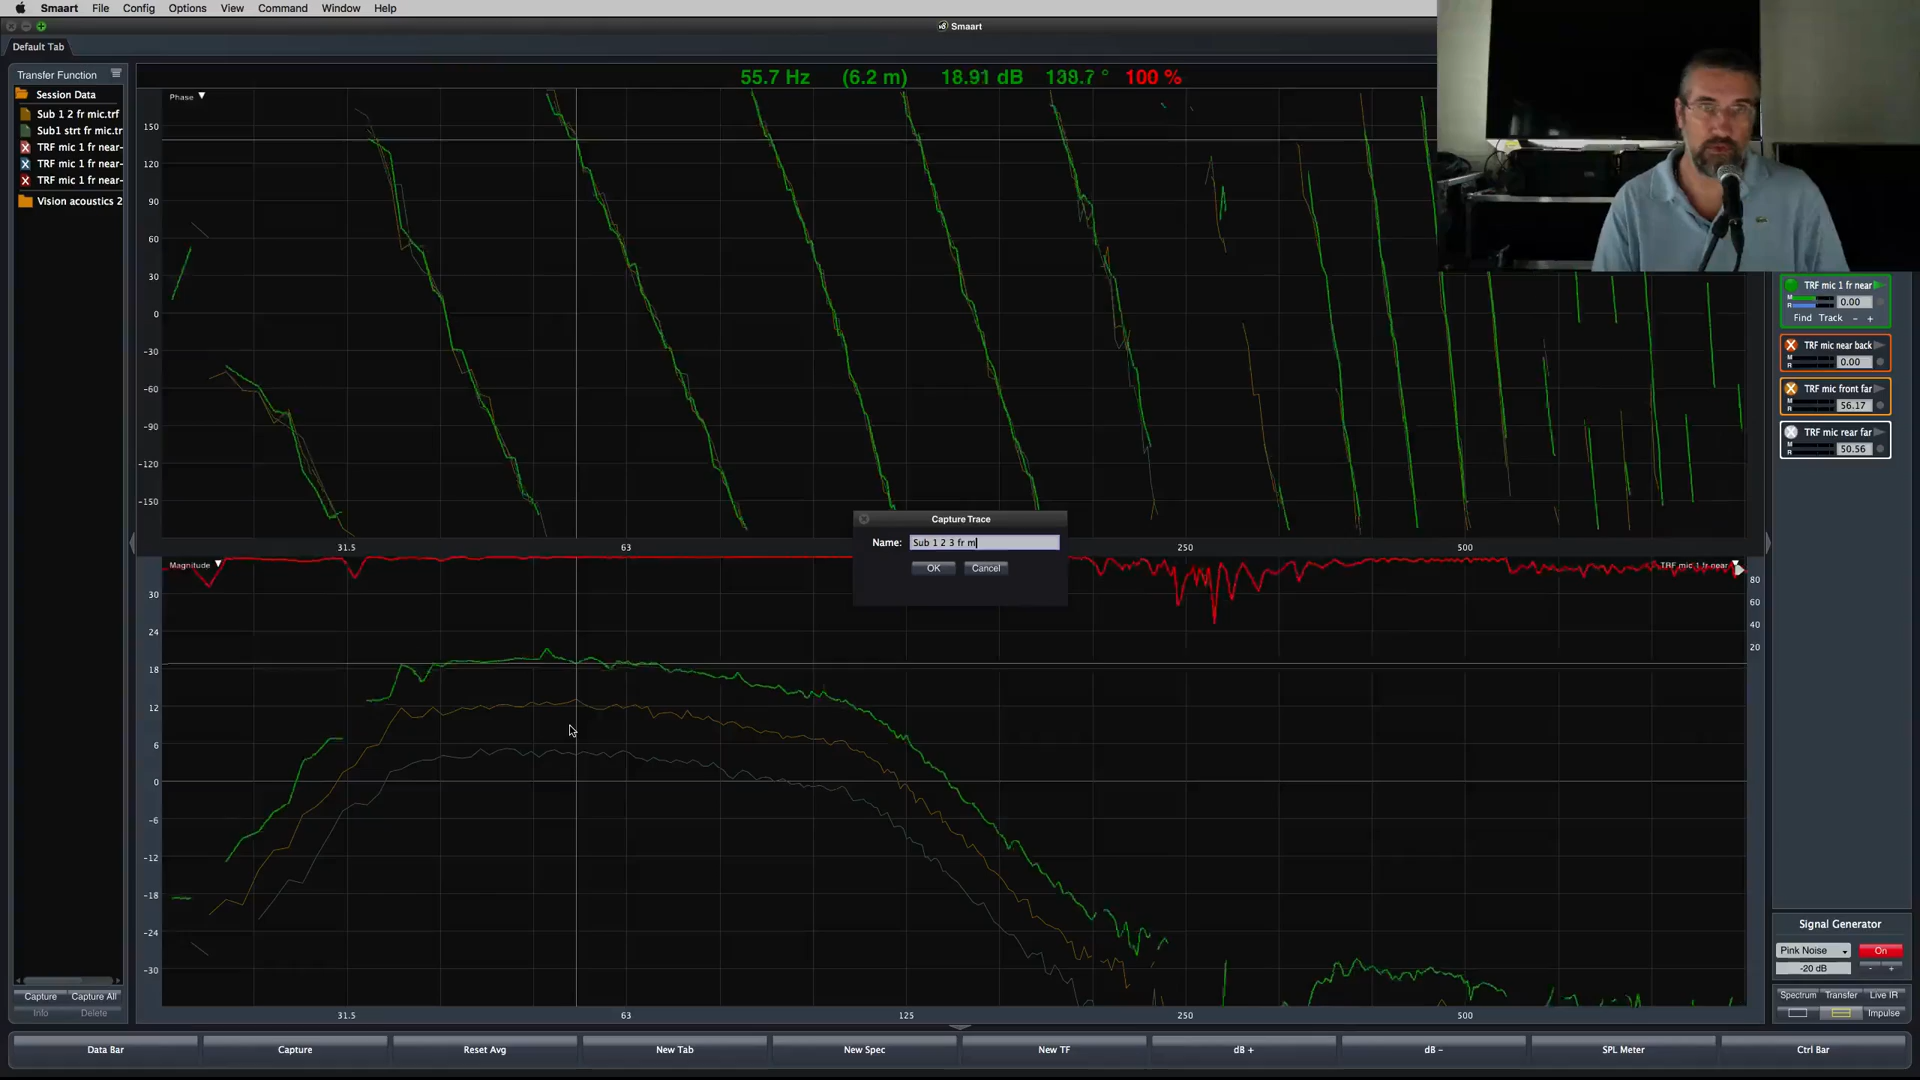 Smaart File Config Options View Command Window Help
Smaart
Default Tab
Transfer Function
Session Data
Sub 1 2 fr mic.trf
Sub1 strt fr mic.tr
TRF mic 1 fr near-
TRF mic 1 fr near-
TRF mic 1 fr near-
Vision acoustics 2
Capture Capture All
Info Delete
55.7 Hz (6.2 m) 18.91 dB 138.7 ° 100 %
Phase
150
120
90
60
30
0
-30
-60
-90
-120
-150
31.5 63 250 500
Capture Trace
Name: Sub 1 2 3 fr m
OK Cancel
Magnitude
TRF mic 1 fr near
30
24
18
12
6
0
-6
-12
-18
-24
-30
80
60
40
20
31.5 63 125 250 500
TRF mic 1 fr near
M
R
0.00
Find Track - +
TRF mic near back
M
R
0.00
TRF mic front far
M
R
56.17
TRF mic rear far
M
R
50.56
Signal Generator
Pink Noise On
-20 dB - +
Spectrum Transfer Live IR
Impulse
Data Bar Capture Reset Avg New Tab New Spec New TF dB + dB - SPL Meter Ctrl Bar